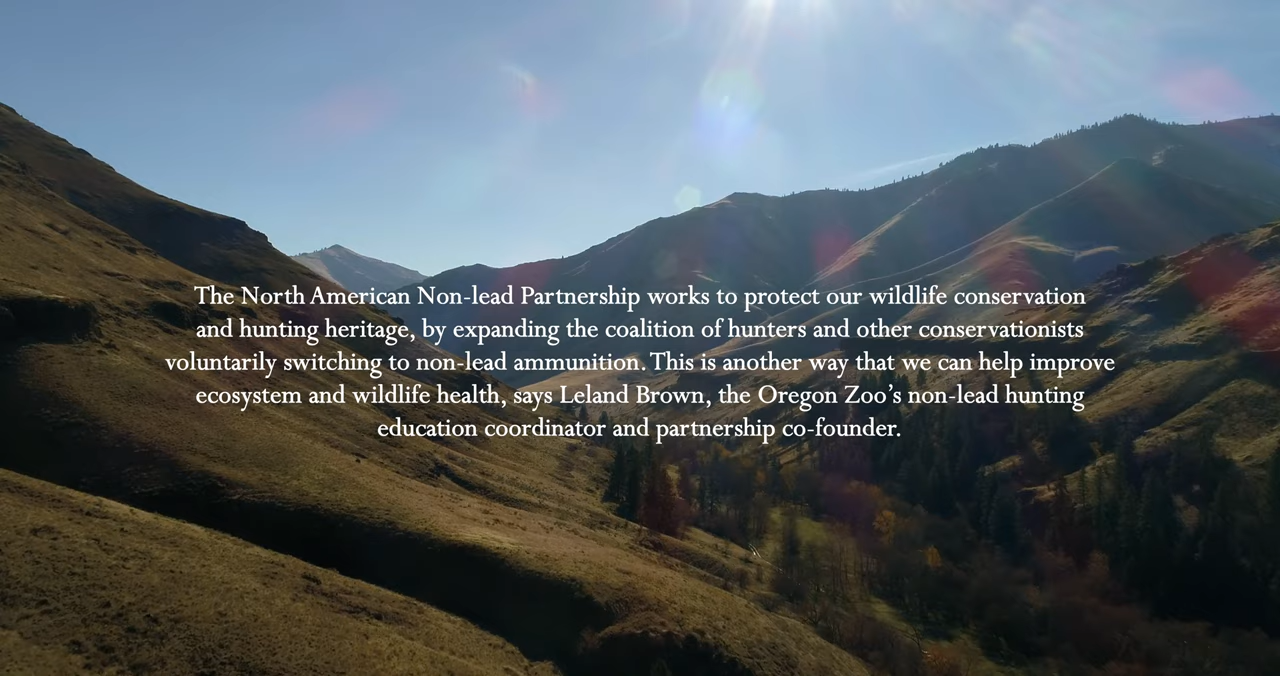 The North American Non-lead Partnership works to protect our wildlife conservation
and hunting heritage, by expanding the coalition of hunters and other conservationists
voluntarily switching to non-lead ammunition. This is another way that we can help improve
ecosystem and wildlife health, says Leland Brown, the Oregon Zoo’s non-lead hunting
education coordinator and partnership co-founder.